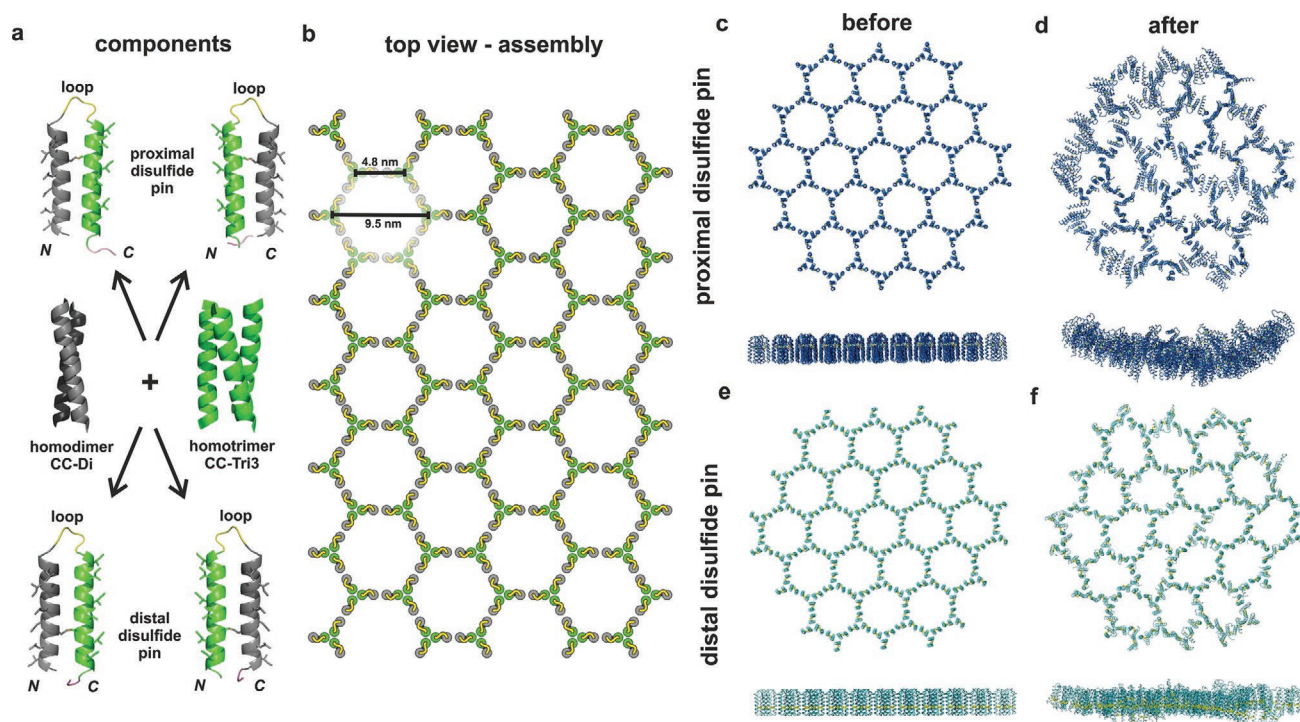 a
components
loop
loop
proximal
disulfide
pin
N
C
N
C
+
homodimer
CC-Di
homotrimer
CC-Tri3
loop
loop
distal
disulfide
pin
N
C
N
C
b
top view - assembly
4.8 nm
9.5 nm
before
after
proximal disulfide pin
c
d
distal disulfide pin
e
f